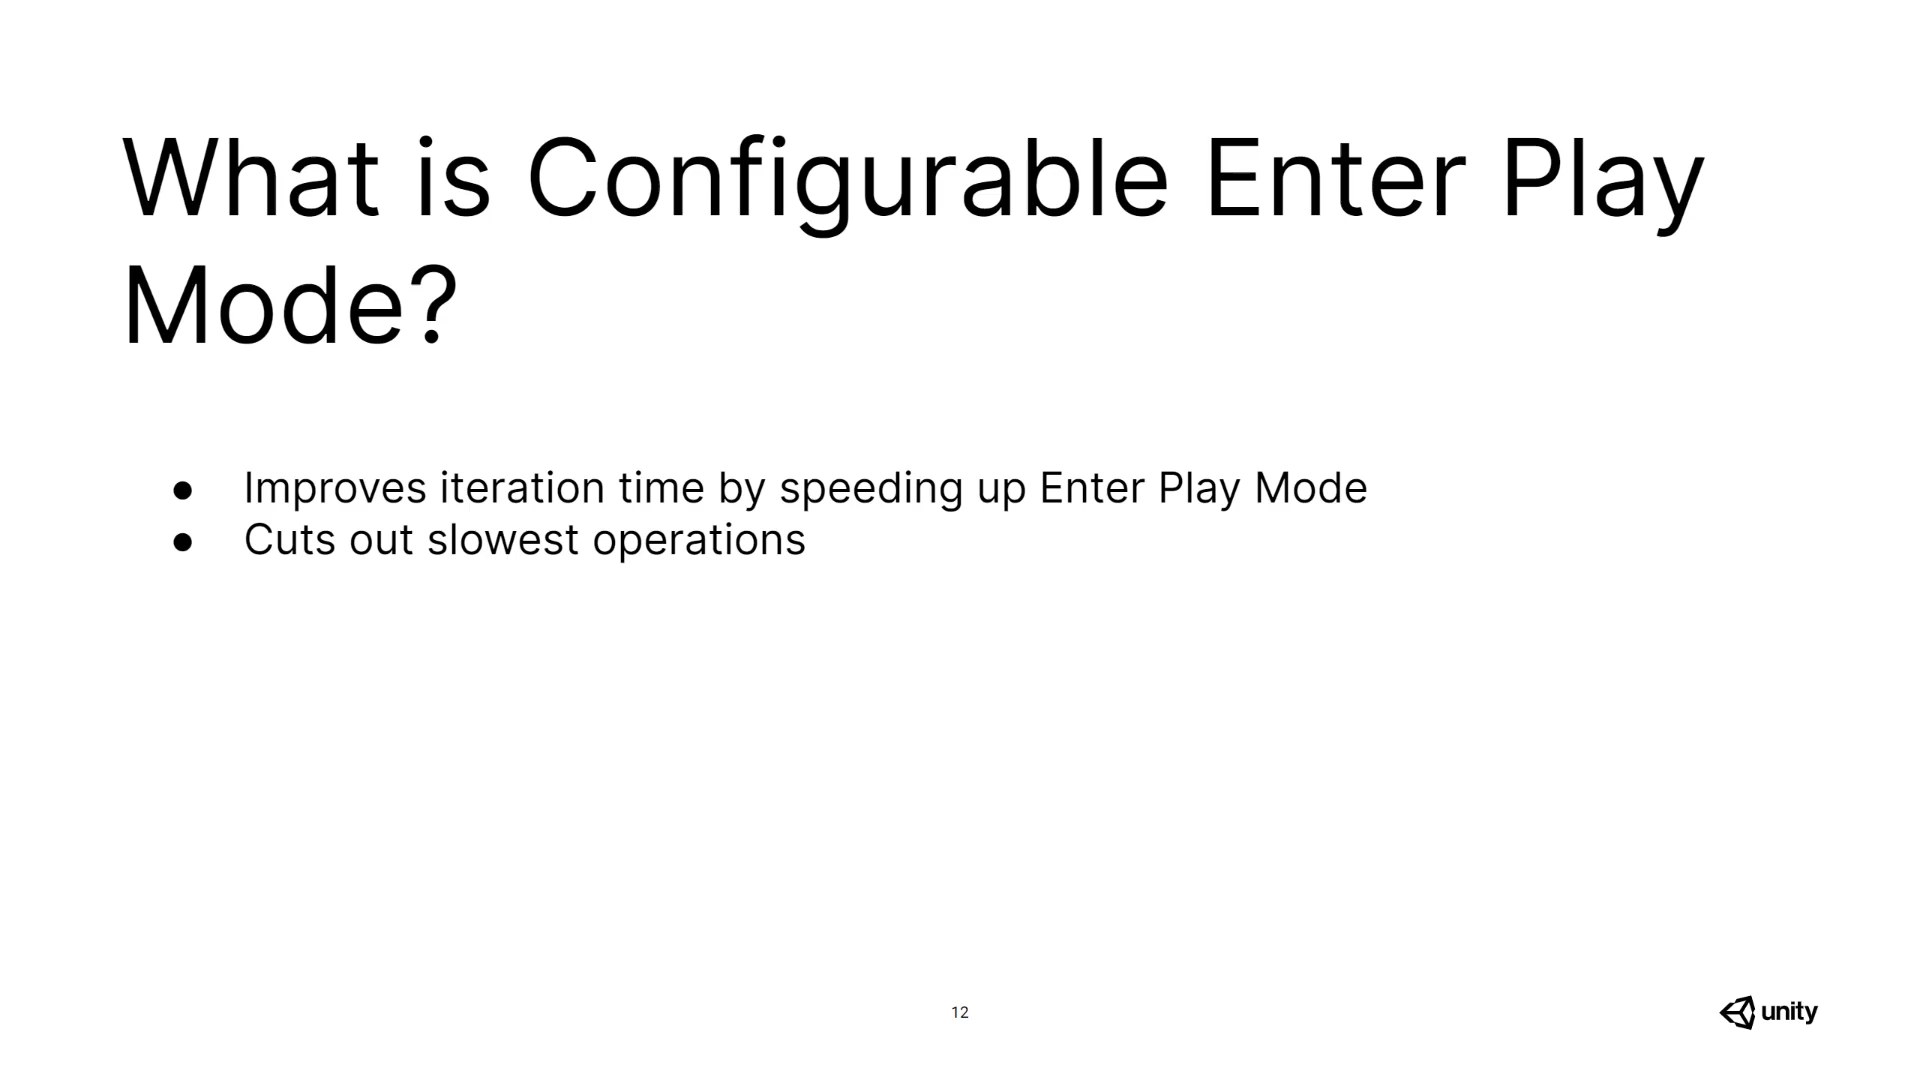 What is Configurable Enter Play
Mode?
● Improves iteration time by speeding up Enter Play Mode
● Cuts out slowest operations
12
unity